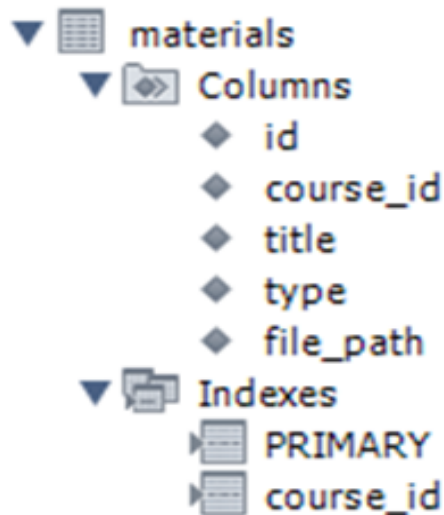 materials
Columns
id
course_id
title
type
file_path
Indexes
PRIMARY
course_id